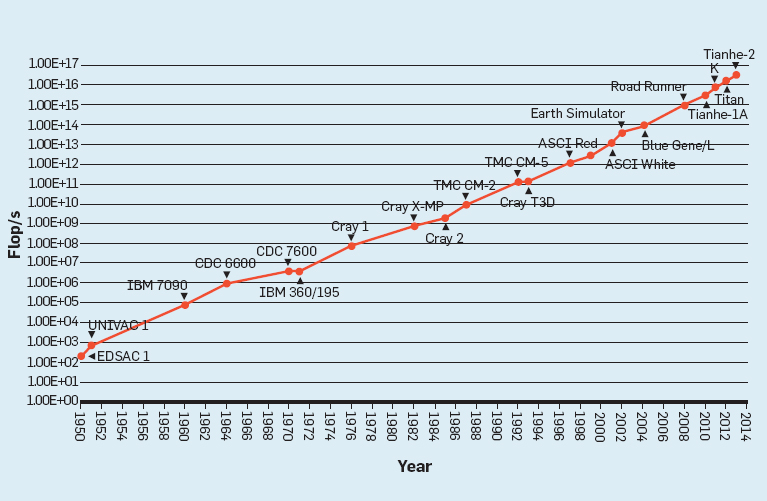 Tianhe-2
K
1.00E+17
1.00E+16
Road Runner
Titan
1.00E+15
Earth Simulator
Tianhe-1A
1.00E+14
ASCI Red
Blue Gene/L
1.00E+13
TMC CM-5
ASCI White
1.00E+12
TMC CM-2
1.00E+11
Cray X-MP
Cray T3D
1.00E+10
Cray 1
1.00E+09
Cray 2
CDC 7600
1.00E+08
CDC 6600
1.00E+07
IBM 7090
IBM 360/195
1.00E+06
1.00E+05
UNIVAC 1
1.00E+04
1.00E+03
EDSAC 1
1.00E+02
1.00E+01
1.00E+00
Flop/s
1950 1952 1954 1956 1958 1960 1962 1964 1966 1968 1970 1974 1976 1978 1980 1982 1984 1985 1986 1988 1990 1992 1994 1996 1998 2000 2002 2004 2006 2008 2010 2012 2014
Year